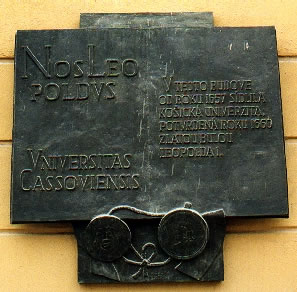 NOS LEO
POLDVS
VNIVERSITAS
CASSOVIENSIS
V TEJTO BUDOVE
OD ROKU 1657 SÍDLILA
KOŠICKÁ UNIVERZITA,
POTVRDENÁ ROKU 1660
ZLATOU BULOU
LEOPOLDA I.